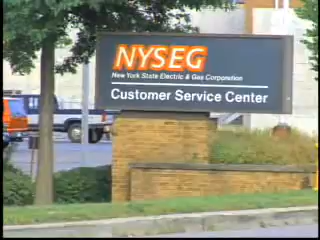 NYSEG
New York State Electric & Gas Corporation
Customer Service Center